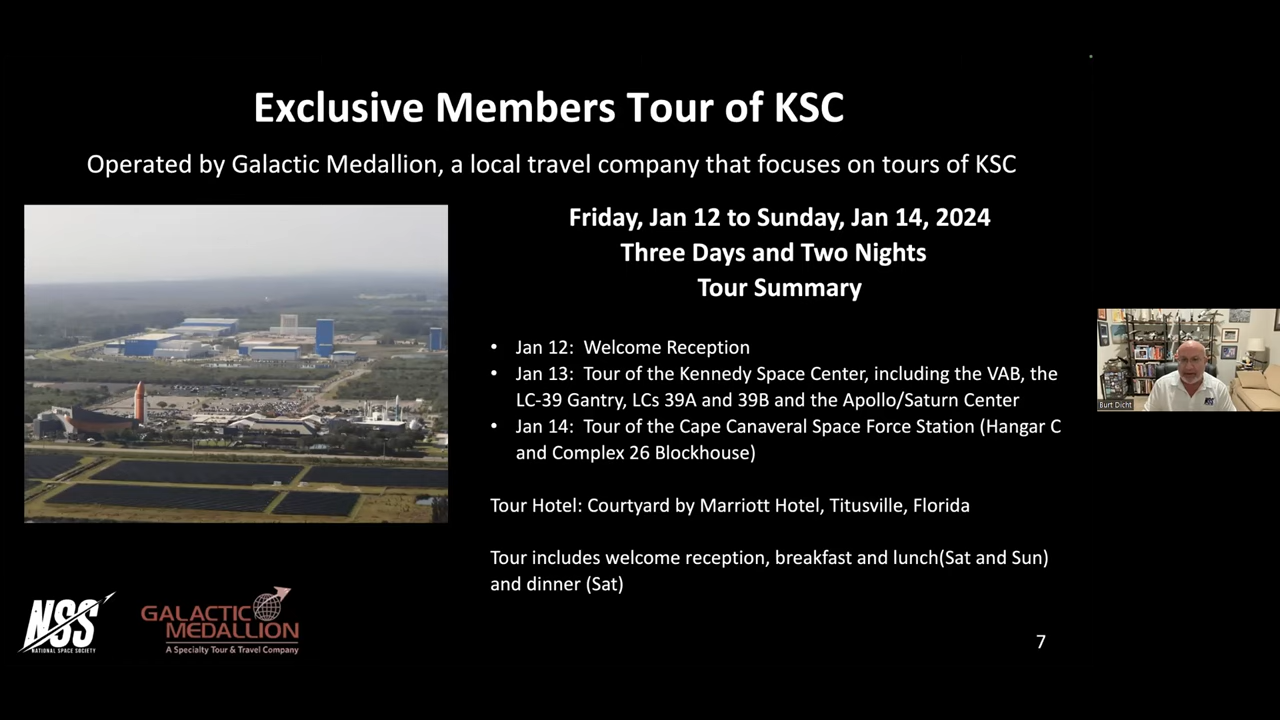 Exclusive Members Tour of KSC
Operated by Galactic Medallion, a local travel company that focuses on tours of KSC
Friday, Jan 12 to Sunday, Jan 14, 2024
Three Days and Two Nights
Tour Summary
• Jan 12: Welcome Reception
• Jan 13: Tour of the Kennedy Space Center, including the VAB, the
LC-39 Gantry, LCs 39A and 39B and the Apollo/Saturn Center
• Jan 14: Tour of the Cape Canaveral Space Force Station (Hangar C
and Complex 26 Blockhouse)
Tour Hotel: Courtyard by Marriott Hotel, Titusville, Florida
Tour includes welcome reception, breakfast and lunch(Sat and Sun)
and dinner (Sat)
NSS
NATIONAL SPACE SOCIETY
GALACTIC
MEDALLION
A Specialty Tour & Travel Company
7
Burt Dicht
NSS